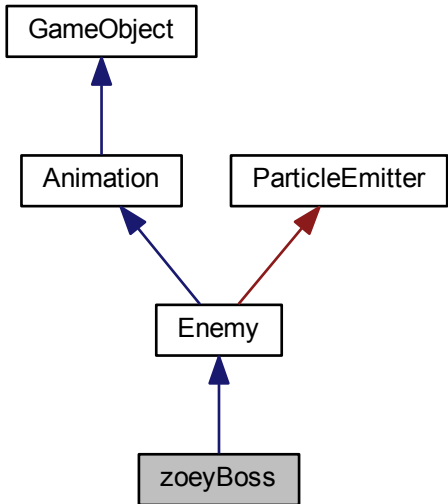 GameObject
Animation
ParticleEmitter
Enemy
zoeyBoss